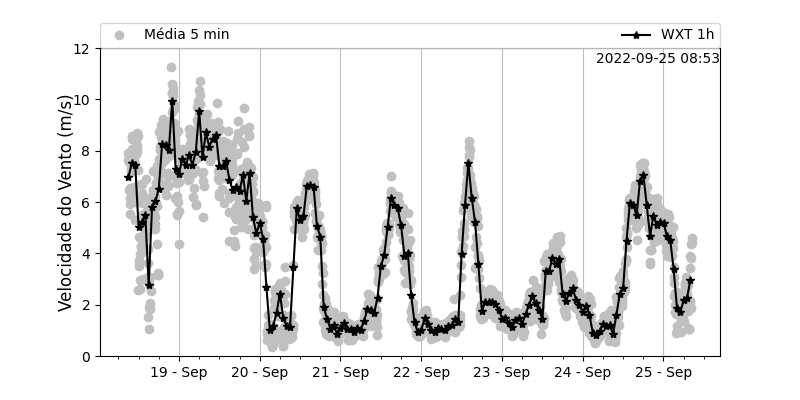 Média 5 min
WXT 1h
2022-09-25 08:53
Velocidade do Vento (m/s)
12
10
8
6
4
2
0
19 - Sep
20 - Sep
21 - Sep
22 - Sep
23 - Sep
24 - Sep
25 - Sep